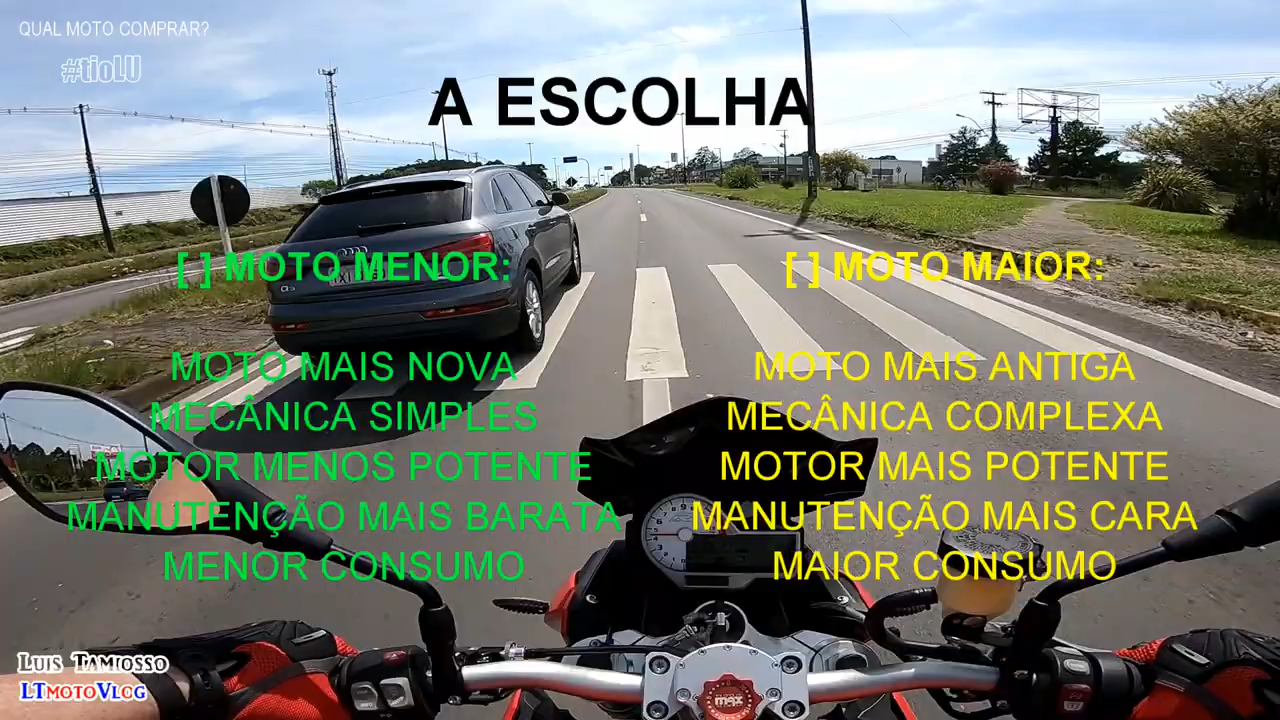 QUAL MOTO COMPRAR?
#tioLU
A ESCOLHA
[ ] MOTO MENOR:
MOTO MAIS NOVA
MECÂNICA SIMPLES
MOTOR MENOS POTENTE
MANUTENÇÃO MAIS BARATA
MENOR CONSUMO
[ ] MOTO MAIOR:
MOTO MAIS ANTIGA
MECÂNICA COMPLEXA
MOTOR MAIS POTENTE
MANUTENÇÃO MAIS CARA
MAIOR CONSUMO
Luis Tamiosso
LTmotoVlog